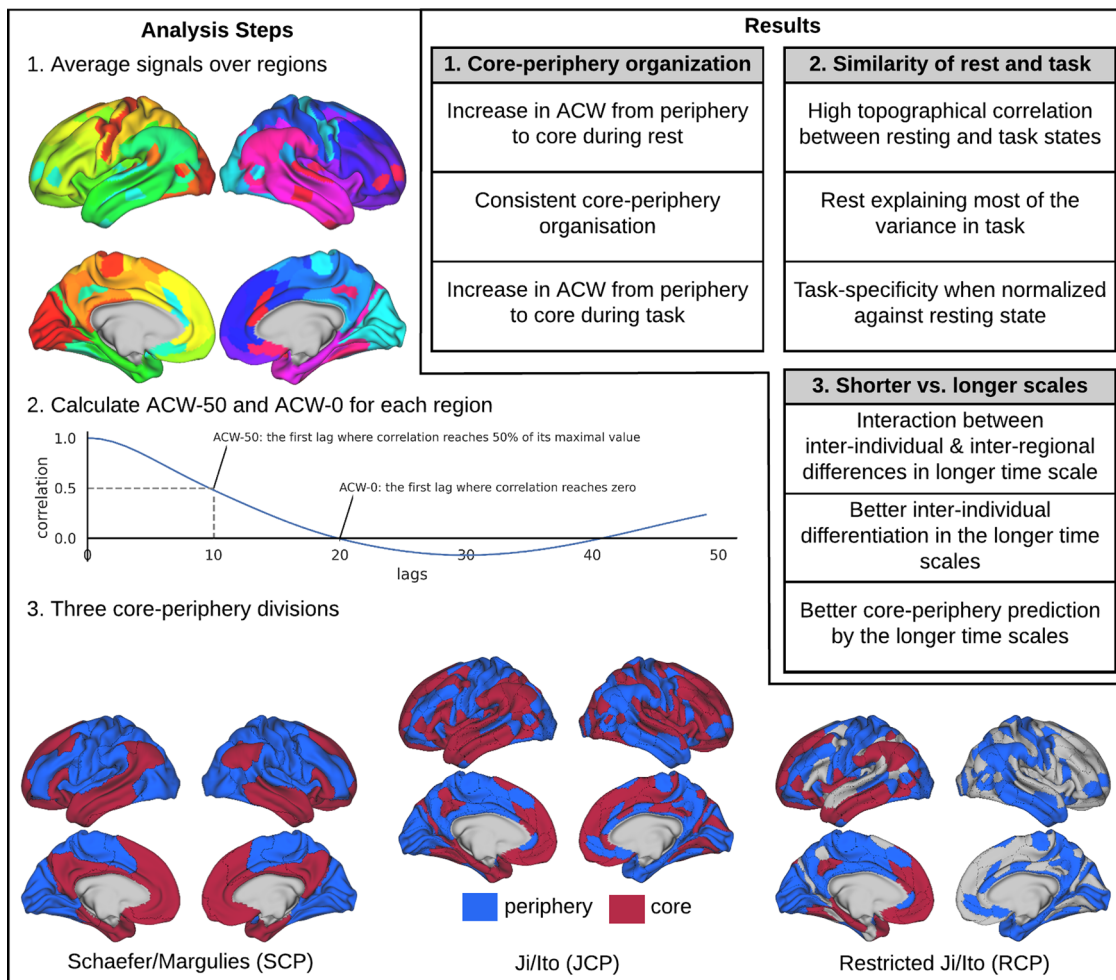 Analysis Steps
1. Average signals over regions
2. Calculate ACW-50 and ACW-0 for each region
1.0
0.5
0.0
correlation
ACW-50: the first lag where correlation reaches 50% of its maximal value
ACW-0: the first lag where correlation reaches zero
0
10
20
30
40
50
lags
3. Three core-periphery divisions
Schaefer/Margulies (SCP)
periphery
core
Ji/Ito (JCP)
Restricted Ji/Ito (RCP)
Results
1. Core-periphery organization
Increase in ACW from periphery
to core during rest
Consistent core-periphery
organisation
Increase in ACW from periphery
to core during task
2. Similarity of rest and task
High topographical correlation
between resting and task states
Rest explaining most of the
variance in task
Task-specificity when normalized
against resting state
3. Shorter vs. longer scales
Interaction between
inter-individual & inter-regional
differences in longer time scale
Better inter-individual
differentiation in the longer time
scales
Better core-periphery prediction
by the longer time scales